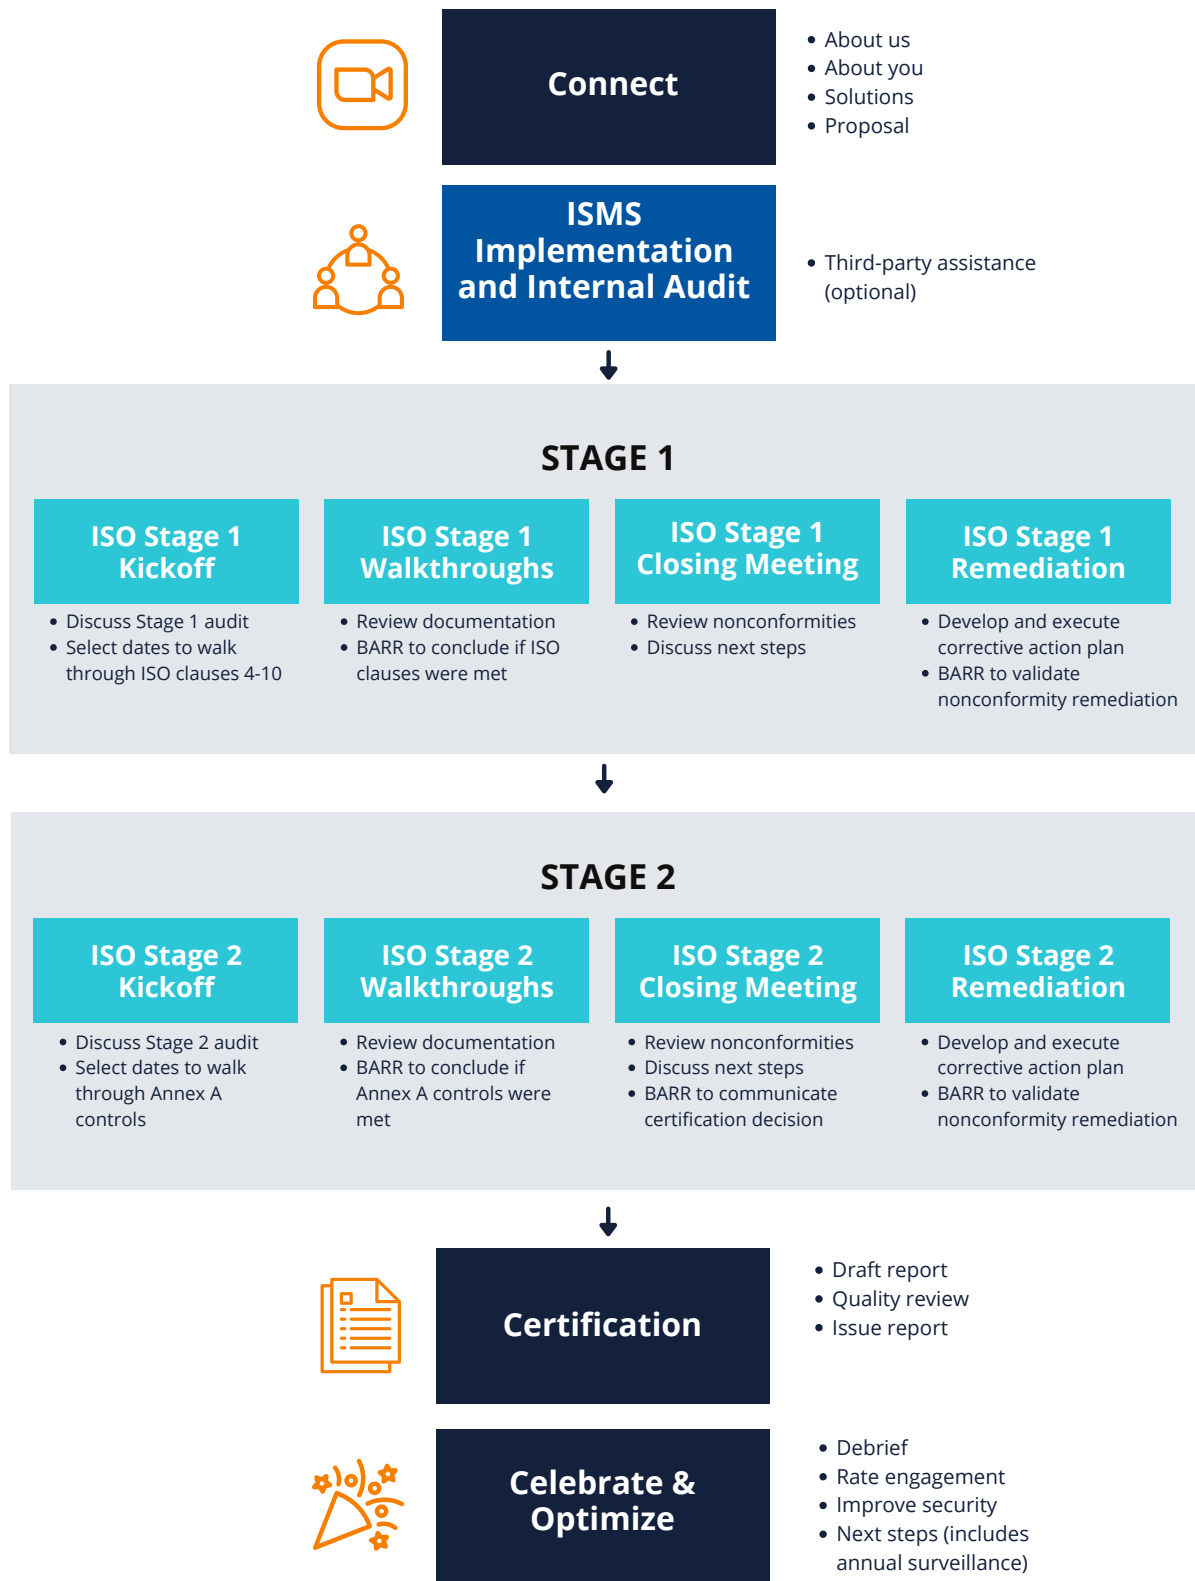 Connect
• About us
• About you
• Solutions
• Proposal
ISMS
Implementation
and Internal Audit
• Third-party assistance
(optional)
STAGE 1
ISO Stage 1
Kickoff
• Discuss Stage 1 audit
• Select dates to walk
through ISO clauses 4-10
ISO Stage 1
Walkthroughs
• Review documentation
• BARR to conclude if ISO
clauses were met
ISO Stage 1
Closing Meeting
• Review nonconformities
• Discuss next steps
ISO Stage 1
Remediation
• Develop and execute
corrective action plan
• BARR to validate
nonconformity remediation
STAGE 2
ISO Stage 2
Kickoff
• Discuss Stage 2 audit
• Select dates to walk
through Annex A
controls
ISO Stage 2
Walkthroughs
• Review documentation
• BARR to conclude if
Annex A controls were
met
ISO Stage 2
Closing Meeting
• Review nonconformities
• Discuss next steps
• BARR to communicate
certification decision
ISO Stage 2
Remediation
• Develop and execute
corrective action plan
• BARR to validate
nonconformity remediation
Certification
• Draft report
• Quality review
• Issue report
Celebrate &
Optimize
• Debrief
• Rate engagement
• Improve security
• Next steps (includes
annual surveillance)